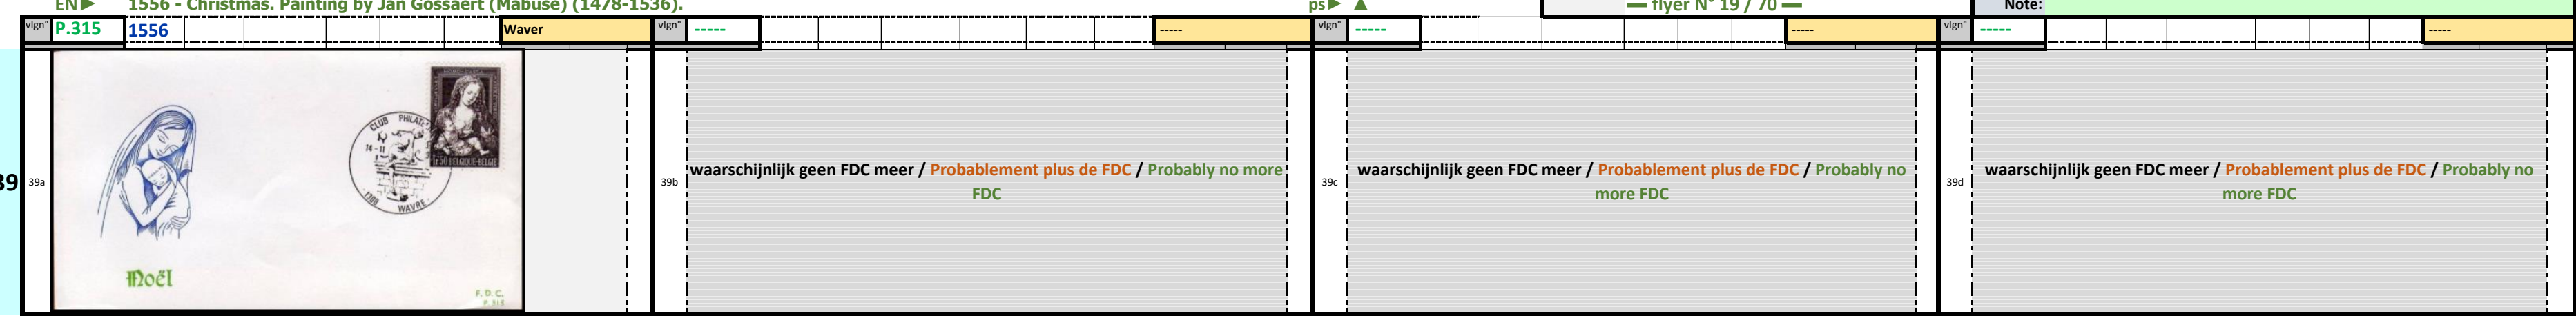 EN► 1556 - Christmas. Painting by Jan Gossaert (Mabuse) (1478-1536). ps► ▲ — flyer N° 19 / 70 — Note:
vlgn° P.315 1556 Waver vlgn° ----- ----- vlgn° ----- ----- vlgn° ----- -----
39 39a
CLUB PHILAT
14-11
1300 WAVRE
1F50 BELGIQUE-BELGIE
Noël
F.D.C.
P 315
39b waarschijnlijk geen FDC meer / Probablement plus de FDC / Probably no more
FDC
39c waarschijnlijk geen FDC meer / Probablement plus de FDC / Probably no
more FDC
39d waarschijnlijk geen FDC meer / Probablement plus de FDC / Probably no
more FDC